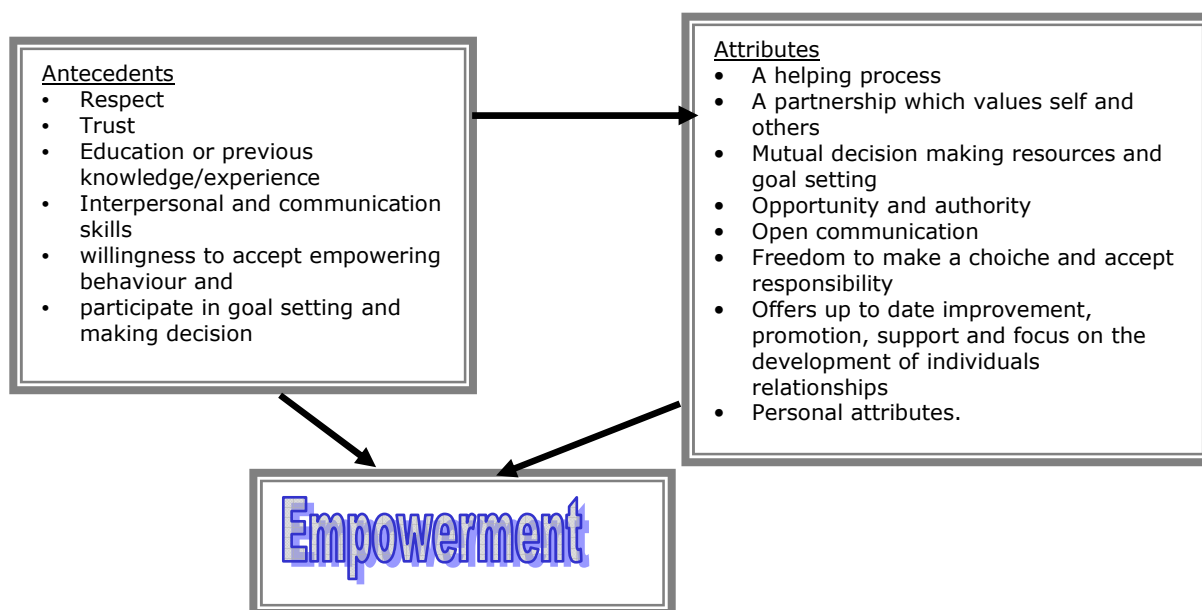 Antecedents
• Respect
• Trust
• Education or previous
knowledge/experience
• Interpersonal and communication
skills
• willingness to accept empowering
behaviour and
• participate in goal setting and
making decision
Attributes
• A helping process
• A partnership which values self and
others
• Mutual decision making resources and
goal setting
• Opportunity and authority
• Open communication
• Freedom to make a choiche and accept
responsibility
• Offers up to date improvement,
promotion, support and focus on the
development of individuals
relationships
• Personal attributes.
Empowerment